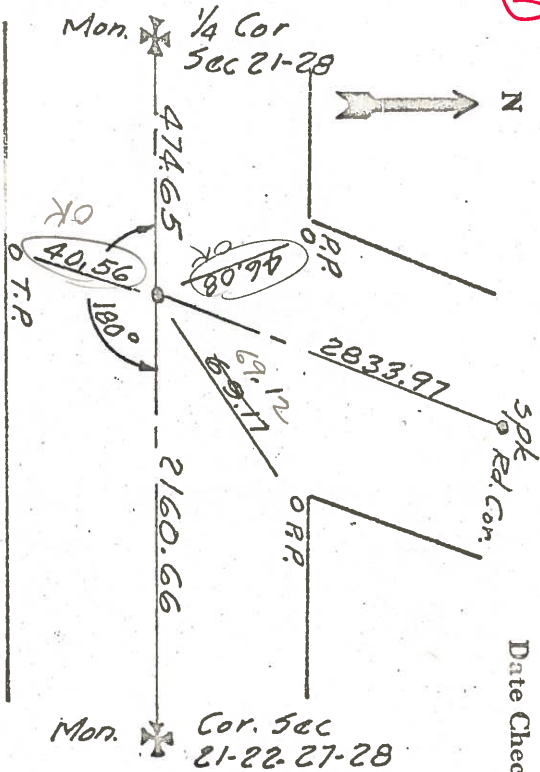 Mon.
1/4 Cor
Sec 21-28
N
474.65
OK
40.56
T.P.
180°
OK
46.08
P.P.
2833.97
Spk
Rd. Cor.
69.12
69.17
P.P.
2160.66
Mon.
Cor. Sec
21-22-27-28
Date Chec